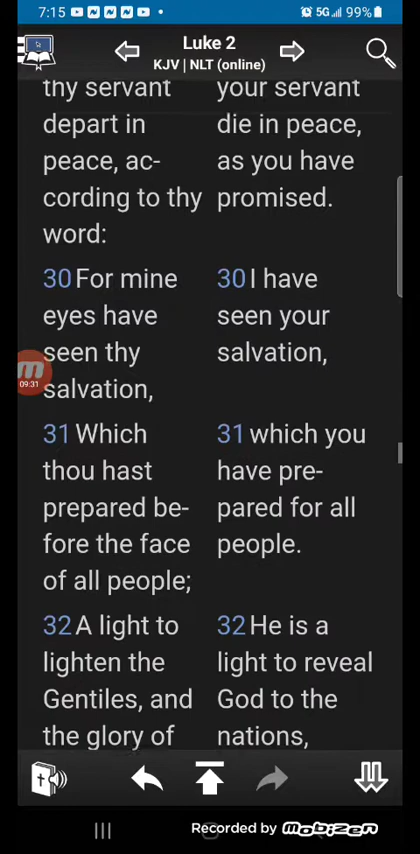 7:15
5G 99%
Luke 2
KJV | NLT (online)
thy servant
depart in
peace, ac-
cording to thy
word:
30 For mine
eyes have
seen thy
salvation,
31 Which
thou hast
prepared be-
fore the face
of all people;
32 A light to
lighten the
Gentiles, and
the glory of
your servant
die in peace,
as you have
promised.
30 I have
seen your
salvation,
31 which you
have pre-
pared for all
people.
32 He is a
light to reveal
God to the
nations,
09:31
Recorded by mobizen